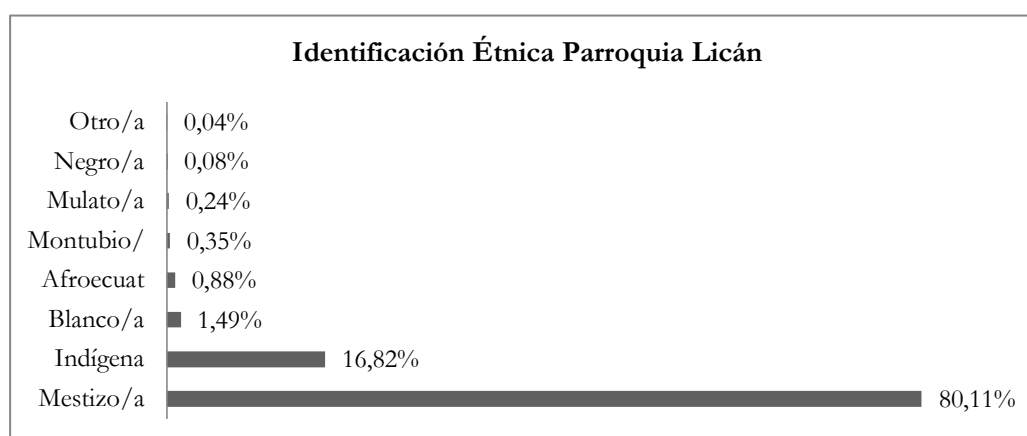 Identificación Étnica Parroquia Licán
Otro/a 0,04%
Negro/a 0,08%
Mulato/a 0,24%
Montubio/ 0,35%
Afroecuat 0,88%
Blanco/a 1,49%
Indígena 16,82%
Mestizo/a 80,11%